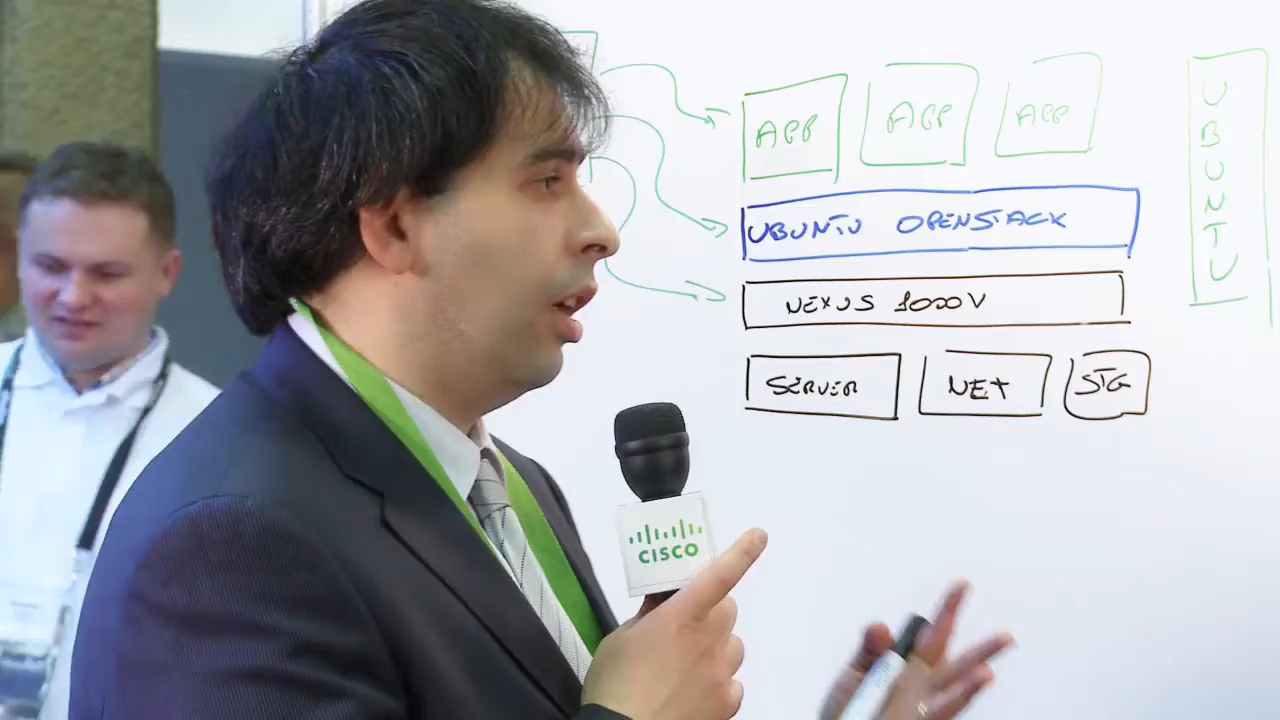 APP APP APP
UBUNTU OPENSTACK
NEXUS 1000V
SERVER NET STG
UBUNTU
CISCO